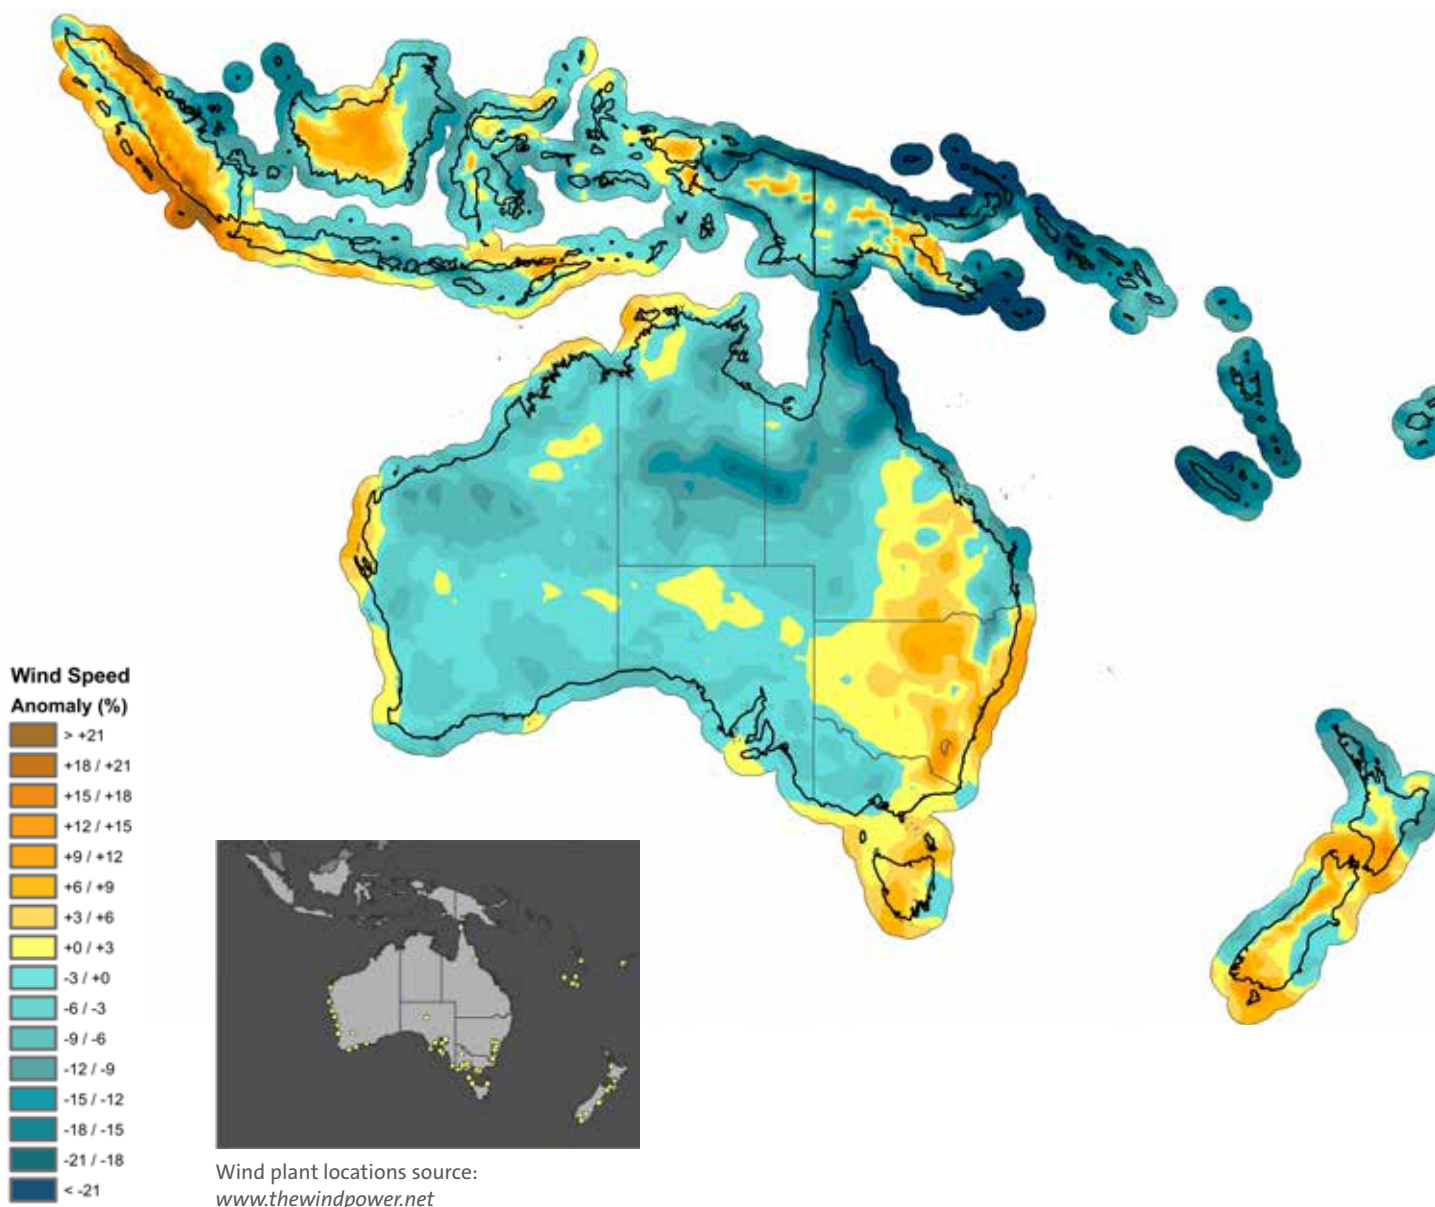 Wind Speed
Anomaly (%)
> +21
+18 / +21
+15 / +18
+12 / +15
+9 / +12
+6 / +9
+3 / +6
+0 / +3
-3 / +0
-6 / -3
-9 / -6
-12 / -9
-15 / -12
-18 / -15
-21 / -18
< -21
Wind plant locations source:
www.thewindpower.net